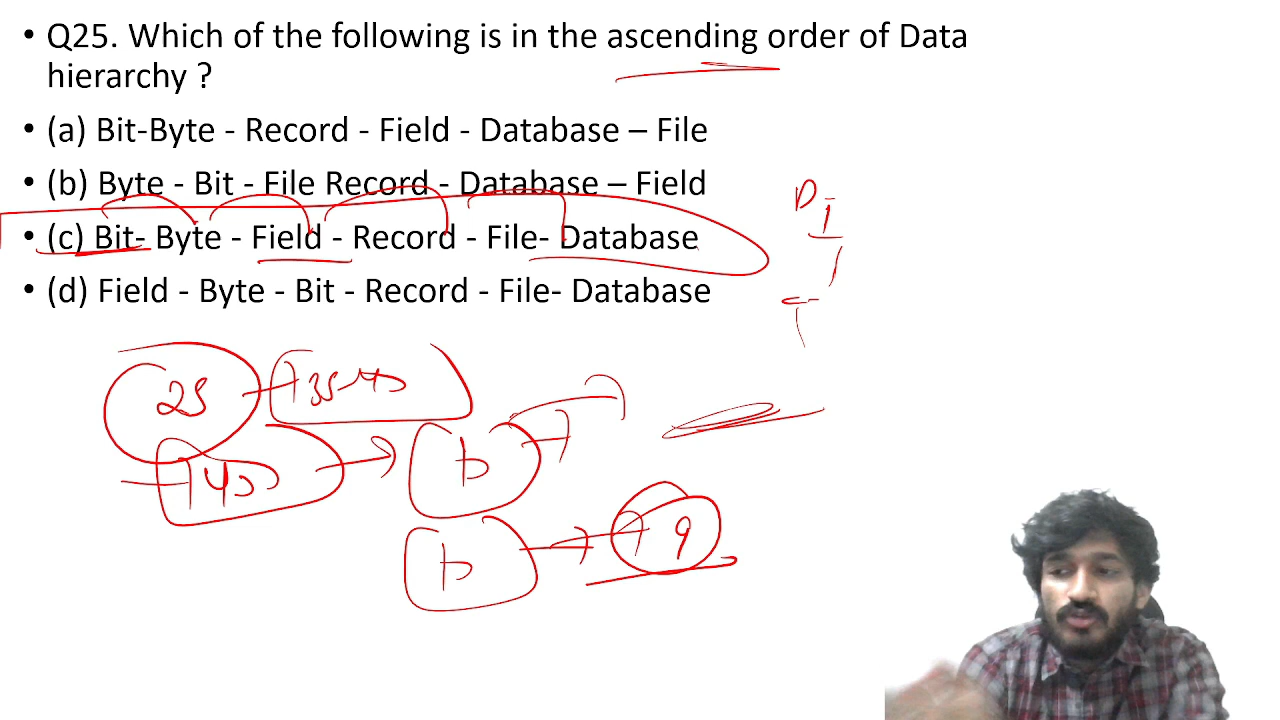 • Q25. Which of the following is in the ascending order of Data
hierarchy ?
• (a) Bit-Byte - Record - Field - Database – File
• (b) Byte - Bit - File Record - Database – Field
• (c) Bit- Byte - Field - Record - File- Database
• (d) Field - Byte - Bit - Record - File- Database
25
b
b
9